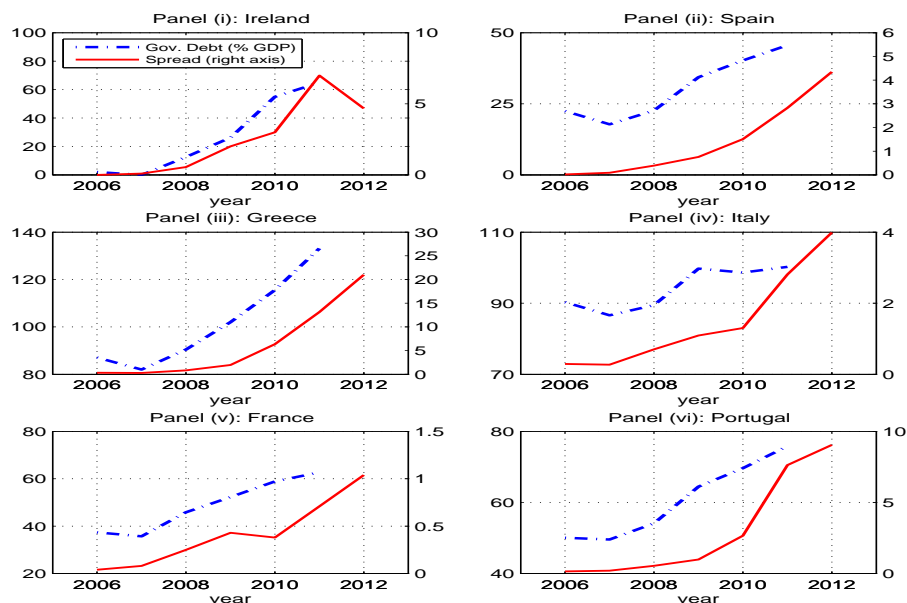 Panel (i): Ireland
100
80
60
40
20
0
10
5
0
Gov. Debt (% GDP)
Spread (right axis)
2006 2008 2010 2012
year
Panel (ii): Spain
50
25
0
6
5
4
3
2
1
0
2006 2008 2010 2012
year
Panel (iii): Greece
140
120
100
80
30
25
20
15
10
5
0
2006 2008 2010 2012
year
Panel (iv): Italy
110
90
70
4
2
0
2006 2008 2010 2012
year
Panel (v): France
80
60
40
20
1.5
1
0.5
0
2006 2008 2010 2012
year
Panel (vi): Portugal
80
60
40
10
5
0
2006 2008 2010 2012
year